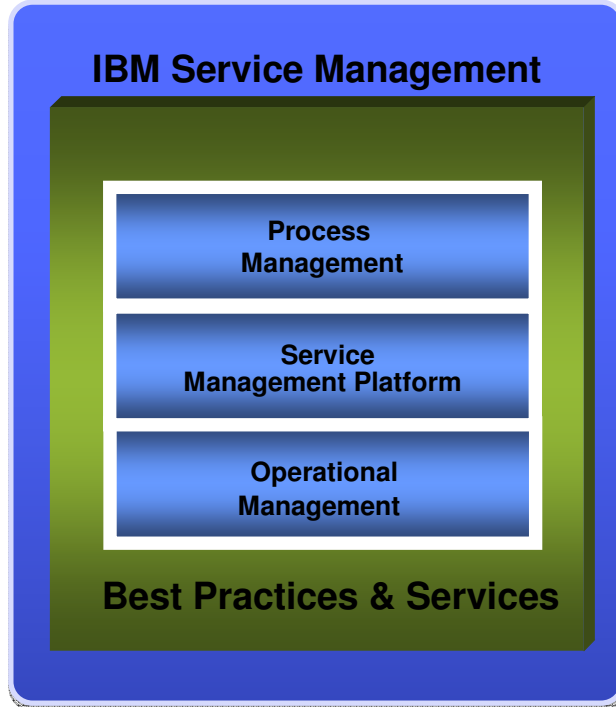 IBM Service Management
Process
Management
Service
Management Platform
Operational
Management
Best Practices & Services